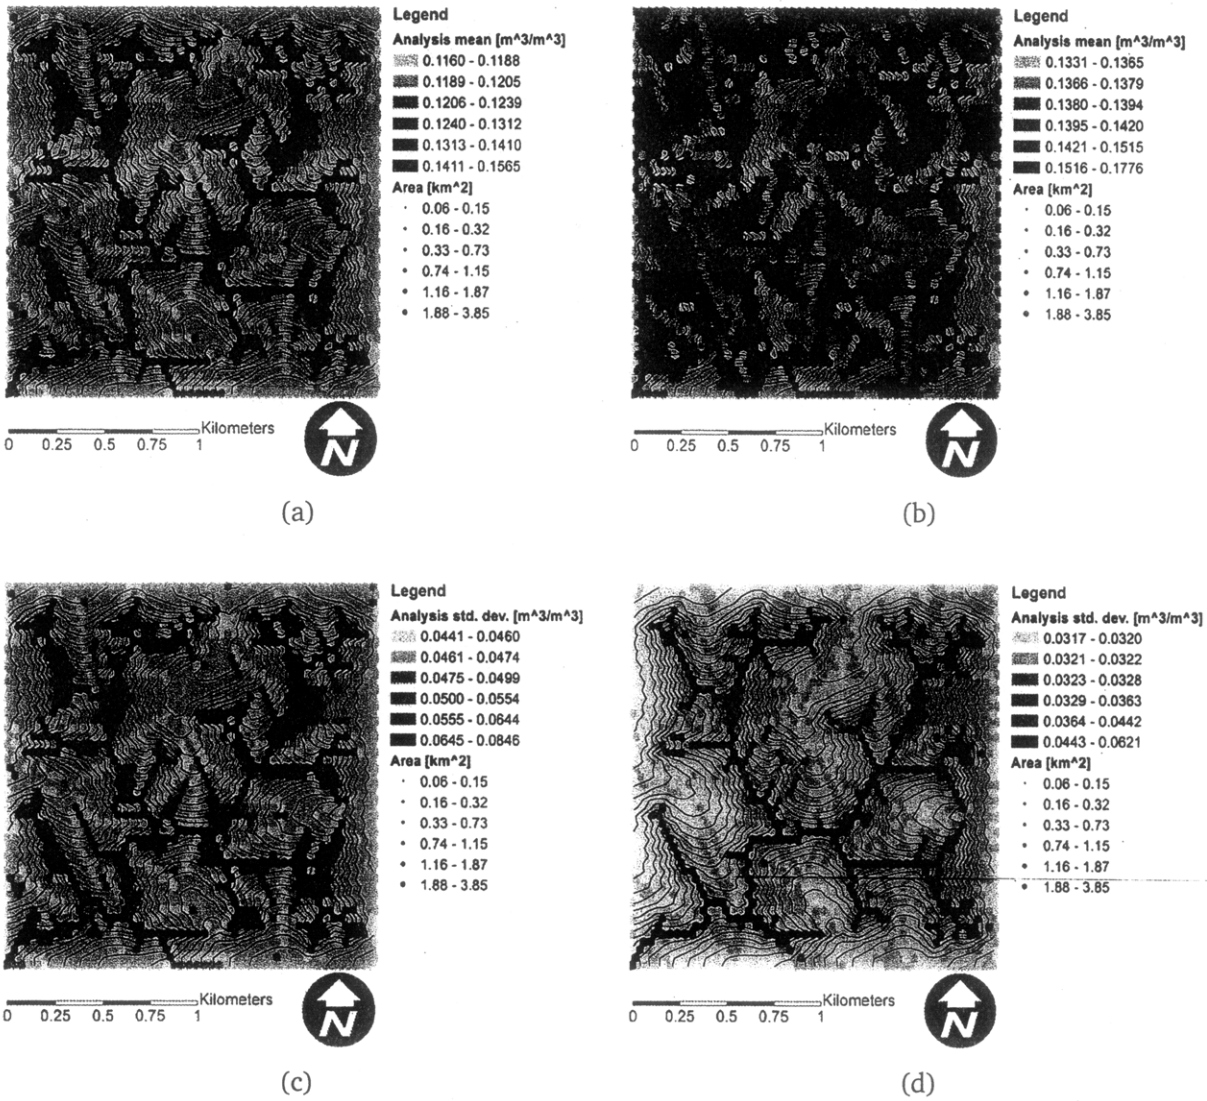 Legend
Analysis mean [m^3/m^3]
0.1160 - 0.1188
0.1189 - 0.1205
0.1206 - 0.1239
0.1240 - 0.1312
0.1313 - 0.1410
0.1411 - 0.1565
Area [km^2]
0.06 - 0.15
0.16 - 0.32
0.33 - 0.73
0.74 - 1.15
1.16 - 1.87
1.88 - 3.85
Kilometers
0 0.25 0.5 0.75 1
N
(a)
Legend
Analysis mean [m^3/m^3]
0.1331 - 0.1365
0.1366 - 0.1379
0.1380 - 0.1394
0.1395 - 0.1420
0.1421 - 0.1515
0.1516 - 0.1776
Area [km^2]
0.06 - 0.15
0.16 - 0.32
0.33 - 0.73
0.74 - 1.15
1.16 - 1.87
1.88 - 3.85
Kilometers
0 0.25 0.5 0.75 1
N
(b)
Legend
Analysis std. dev. [m^3/m^3]
0.0441 - 0.0460
0.0461 - 0.0474
0.0475 - 0.0499
0.0500 - 0.0554
0.0555 - 0.0644
0.0645 - 0.0846
Area [km^2]
0.06 - 0.15
0.16 - 0.32
0.33 - 0.73
0.74 - 1.15
1.16 - 1.87
1.88 - 3.85
Kilometers
0 0.25 0.5 0.75 1
N
(c)
Legend
Analysis std. dev. [m^3/m^3]
0.0317 - 0.0320
0.0321 - 0.0322
0.0323 - 0.0328
0.0329 - 0.0363
0.0364 - 0.0442
0.0443 - 0.0621
Area [km^2]
0.06 - 0.15
0.16 - 0.32
0.33 - 0.73
0.74 - 1.15
1.16 - 1.87
1.88 - 3.85
Kilometers
0 0.25 0.5 0.75 1
N
(d)